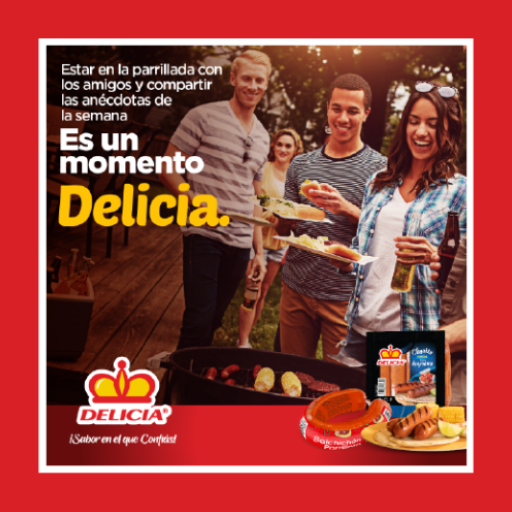 Estar en la parrillada con
los amigos y compartir
las anécdotas de
la semana
Es un
momento
Delicia.
DELICIA
DELICIA®
¡Sabor en el que Confías!